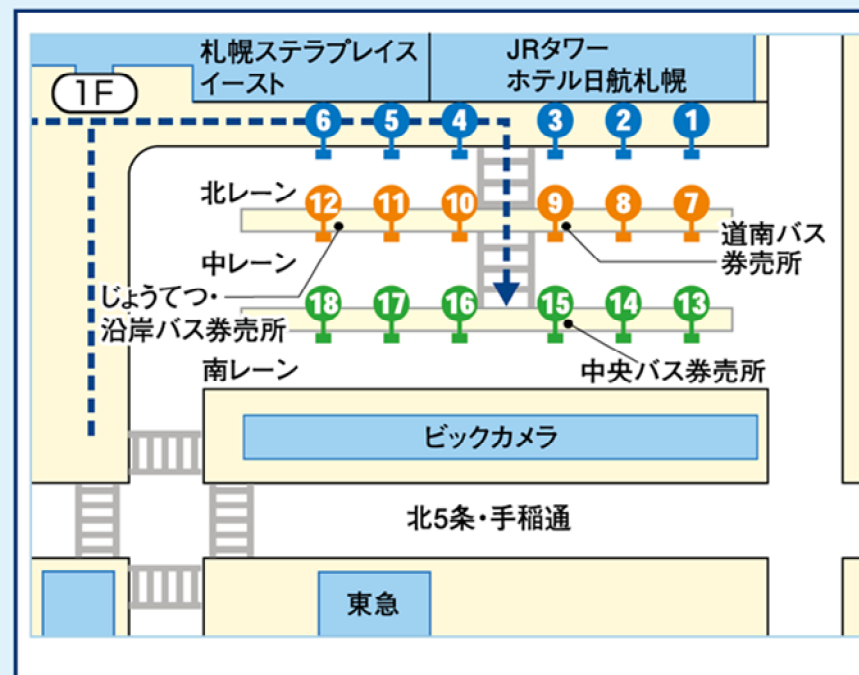 札幌ステラプレイス
イースト
JRタワー
ホテル日航札幌
1F
6
5
4
3
2
1
北レーン
12
11
10
9
8
7
道南バス
券売所
中レーン
じょうてつ・
沿岸バス券売所
18
17
16
15
14
13
南レーン
中央バス券売所
ビックカメラ
北5条・手稲通
東急